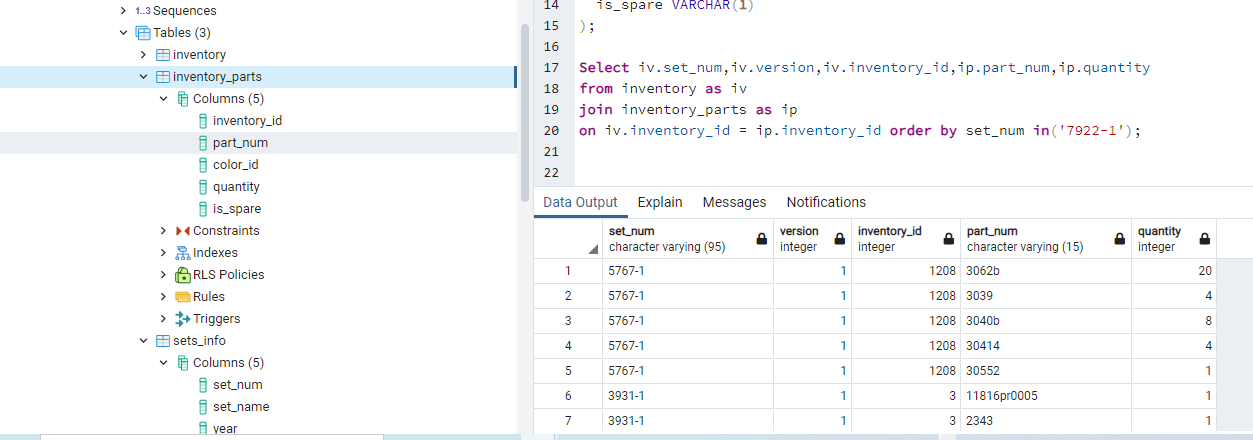 1..3 Sequences
Tables (3)
inventory
inventory_parts
Columns (5)
inventory_id
part_num
color_id
quantity
is_spare
Constraints
Indexes
RLS Policies
Rules
Triggers
sets_info
Columns (5)
set_num
set_name
year
14 is_spare VARCHAR(1)
15 );
16
17 Select iv.set_num,iv.version,iv.inventory_id,ip.part_num,ip.quantity
18 from inventory as iv
19 join inventory_parts as ip
20 on iv.inventory_id = ip.inventory_id order by set_num in('7922-1');
21
22
Data Output Explain Messages Notifications
set_num version inventory_id part_num quantity
character varying (95) integer integer character varying (15) integer
1 5767-1 1 1208 3062b 20
2 5767-1 1 1208 3039 4
3 5767-1 1 1208 3040b 8
4 5767-1 1 1208 30414 4
5 5767-1 1 1208 30552 1
6 3931-1 1 3 11816pr0005 1
7 3931-1 1 3 2343 1